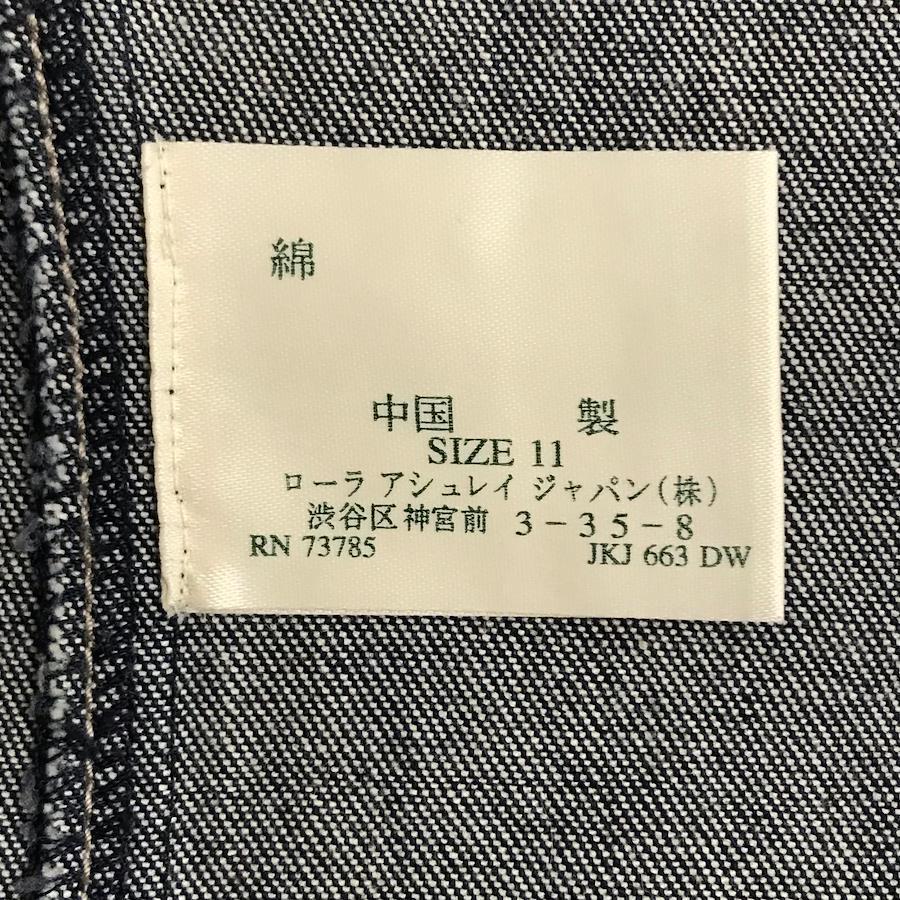 綿
中国 製
SIZE 11
ローラ アシュレイ ジャパン(株)
渋谷区神宮前 3-35-8
RN 73785 JKJ 663 DW